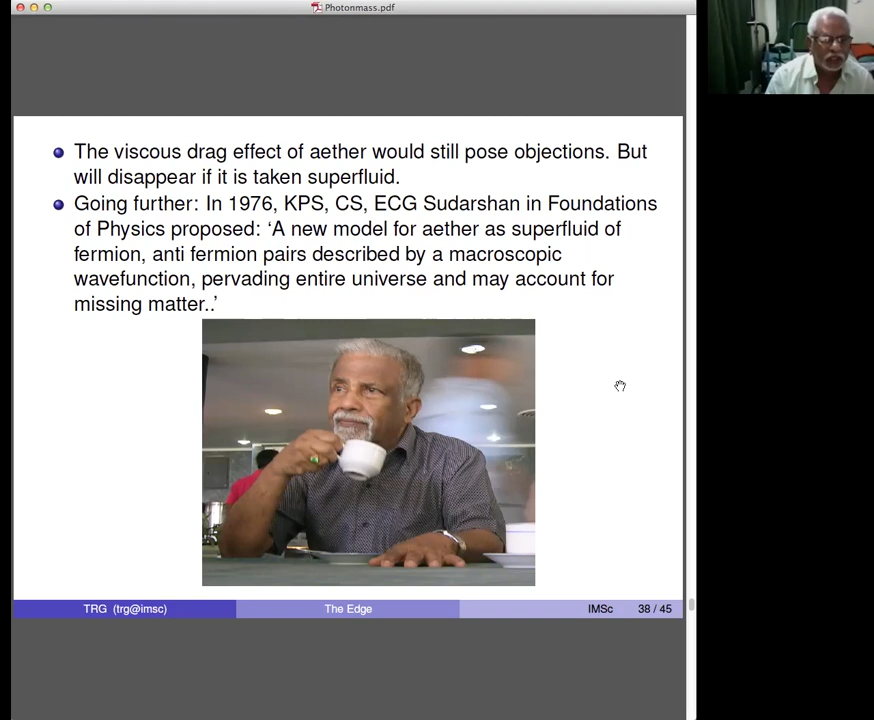 Photonmass.pdf
The viscous drag effect of aether would still pose objections. But
will disappear if it is taken superfluid.
Going further: In 1976, KPS, CS, ECG Sudarshan in Foundations
of Physics proposed: ‘A new model for aether as superfluid of
fermion, anti fermion pairs described by a macroscopic
wavefunction, pervading entire universe and may account for
missing matter..’
TRG (trg@imsc) The Edge IMSc 38 / 45